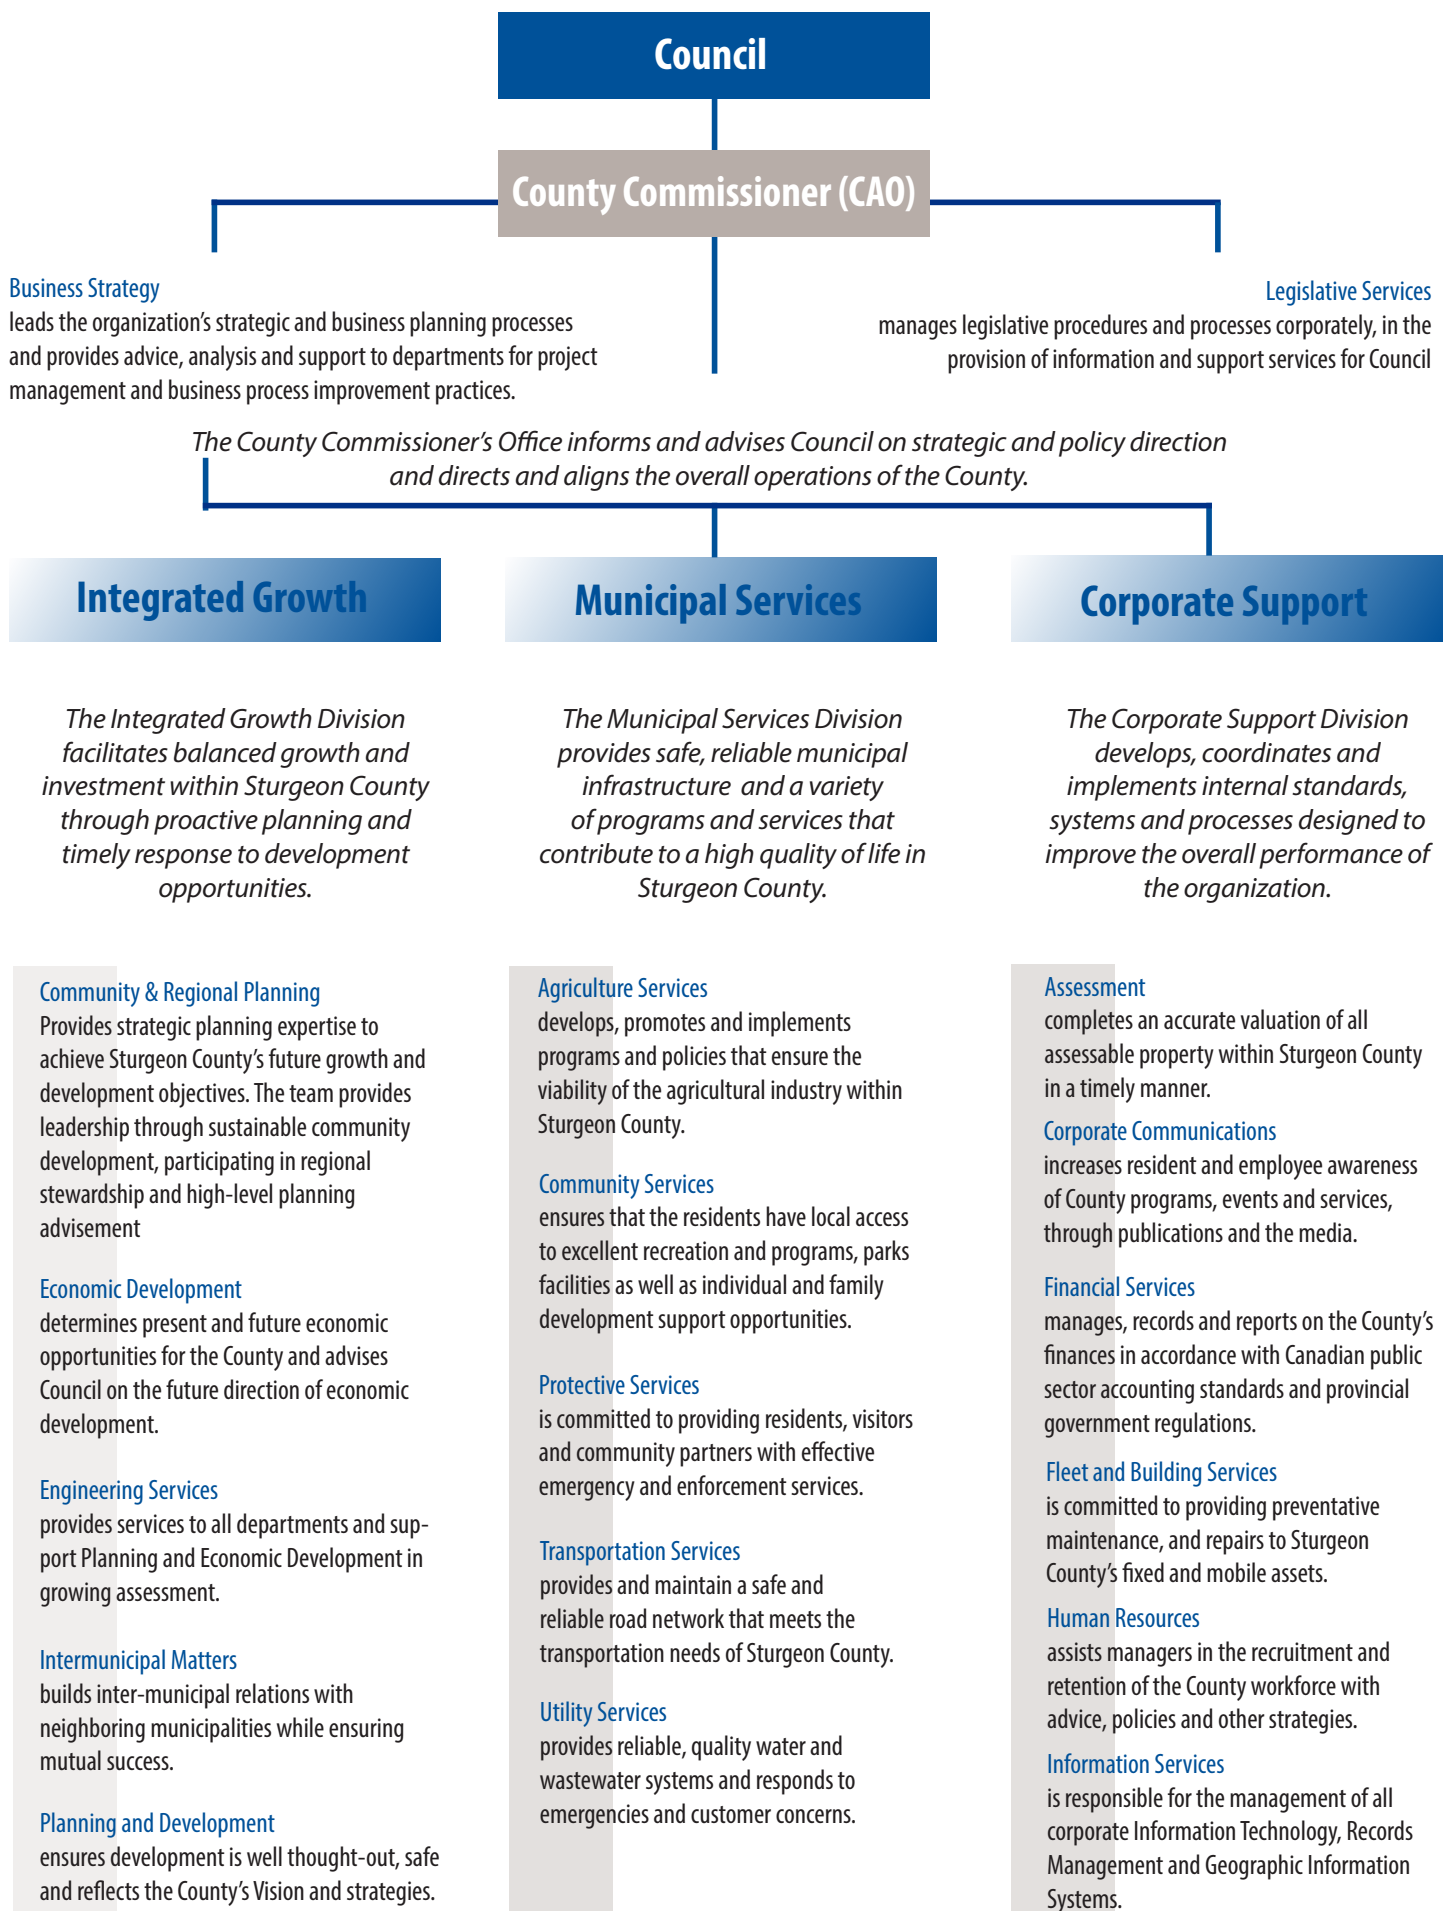 Council
County Commissioner (CAO)
Business Strategy
leads the organization’s strategic and business planning processes
and provides advice, analysis and support to departments for project
management and business process improvement practices.
Legislative Services
manages legislative procedures and processes corporately, in the
provision of information and support services for Council
The County Commissioner’s Office informs and advises Council on strategic and policy direction
and directs and aligns the overall operations of the County.
Integrated Growth
The Integrated Growth Division
facilitates balanced growth and
investment within Sturgeon County
through proactive planning and
timely response to development
opportunities.
Community & Regional Planning
Provides strategic planning expertise to
achieve Sturgeon County’s future growth and
development objectives. The team provides
leadership through sustainable community
development, participating in regional
stewardship and high-level planning
advisement
Economic Development
determines present and future economic
opportunities for the County and advises
Council on the future direction of economic
development.
Engineering Services
provides services to all departments and sup-
port Planning and Economic Development in
growing assessment.
Intermunicipal Matters
builds inter-municipal relations with
neighboring municipalities while ensuring
mutual success.
Planning and Development
ensures development is well thought-out, safe
and reflects the County’s Vision and strategies.
Municipal Services
The Municipal Services Division
provides safe, reliable municipal
infrastructure and a variety
of programs and services that
contribute to a high quality of life in
Sturgeon County.
Agriculture Services
develops, promotes and implements
programs and policies that ensure the
viability of the agricultural industry within
Sturgeon County.
Community Services
ensures that the residents have local access
to excellent recreation and programs, parks
facilities as well as individual and family
development support opportunities.
Protective Services
is committed to providing residents, visitors
and community partners with effective
emergency and enforcement services.
Transportation Services
provides and maintain a safe and
reliable road network that meets the
transportation needs of Sturgeon County.
Utility Services
provides reliable, quality water and
wastewater systems and responds to
emergencies and customer concerns.
Corporate Support
The Corporate Support Division
develops, coordinates and
implements internal standards,
systems and processes designed to
improve the overall performance of
the organization.
Assessment
completes an accurate valuation of all
assessable property within Sturgeon County
in a timely manner.
Corporate Communications
increases resident and employee awareness
of County programs, events and services,
through publications and the media.
Financial Services
manages, records and reports on the County’s
finances in accordance with Canadian public
sector accounting standards and provincial
government regulations.
Fleet and Building Services
is committed to providing preventative
maintenance, and repairs to Sturgeon
County’s fixed and mobile assets.
Human Resources
assists managers in the recruitment and
retention of the County workforce with
advice, policies and other strategies.
Information Services
is responsible for the management of all
corporate Information Technology, Records
Management and Geographic Information
Systems.